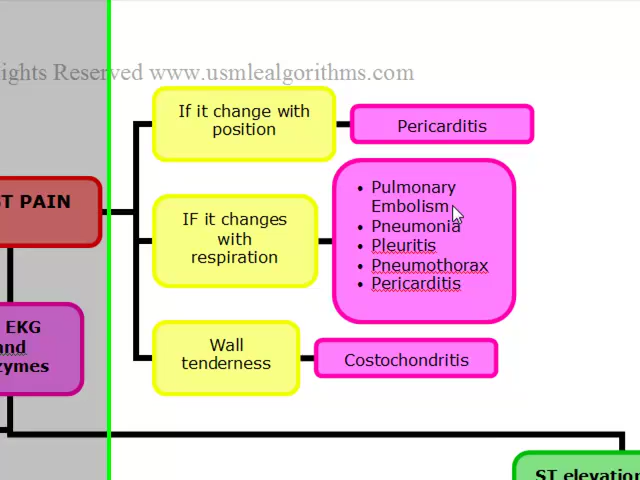 ights Reserved www.usmlealgorithms.com
If it change with
position
Pericarditis
T PAIN
IF it changes
with
respiration
• Pulmonary
Embolism
• Pneumonia
• Pleuritis
• Pneumothorax
• Pericarditis
EKG
and
zymes
Wall
tenderness
Costochondritis
ST elevation